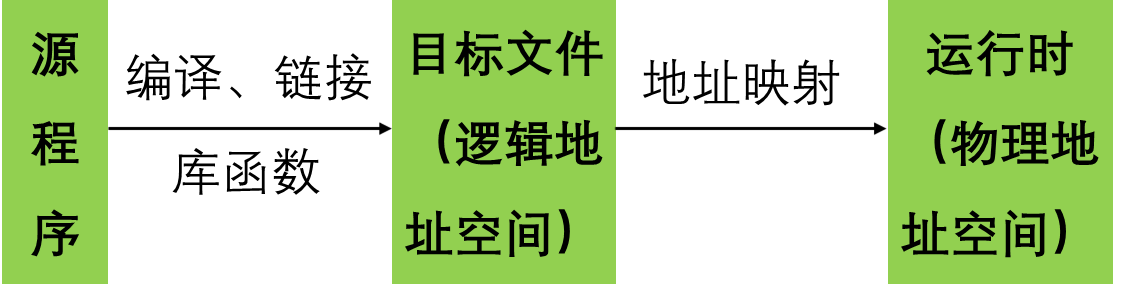 源
程
序
编译、链接
库函数
目标文件
（逻辑地
址空间）
地址映射
运行时
（物理地
址空间）